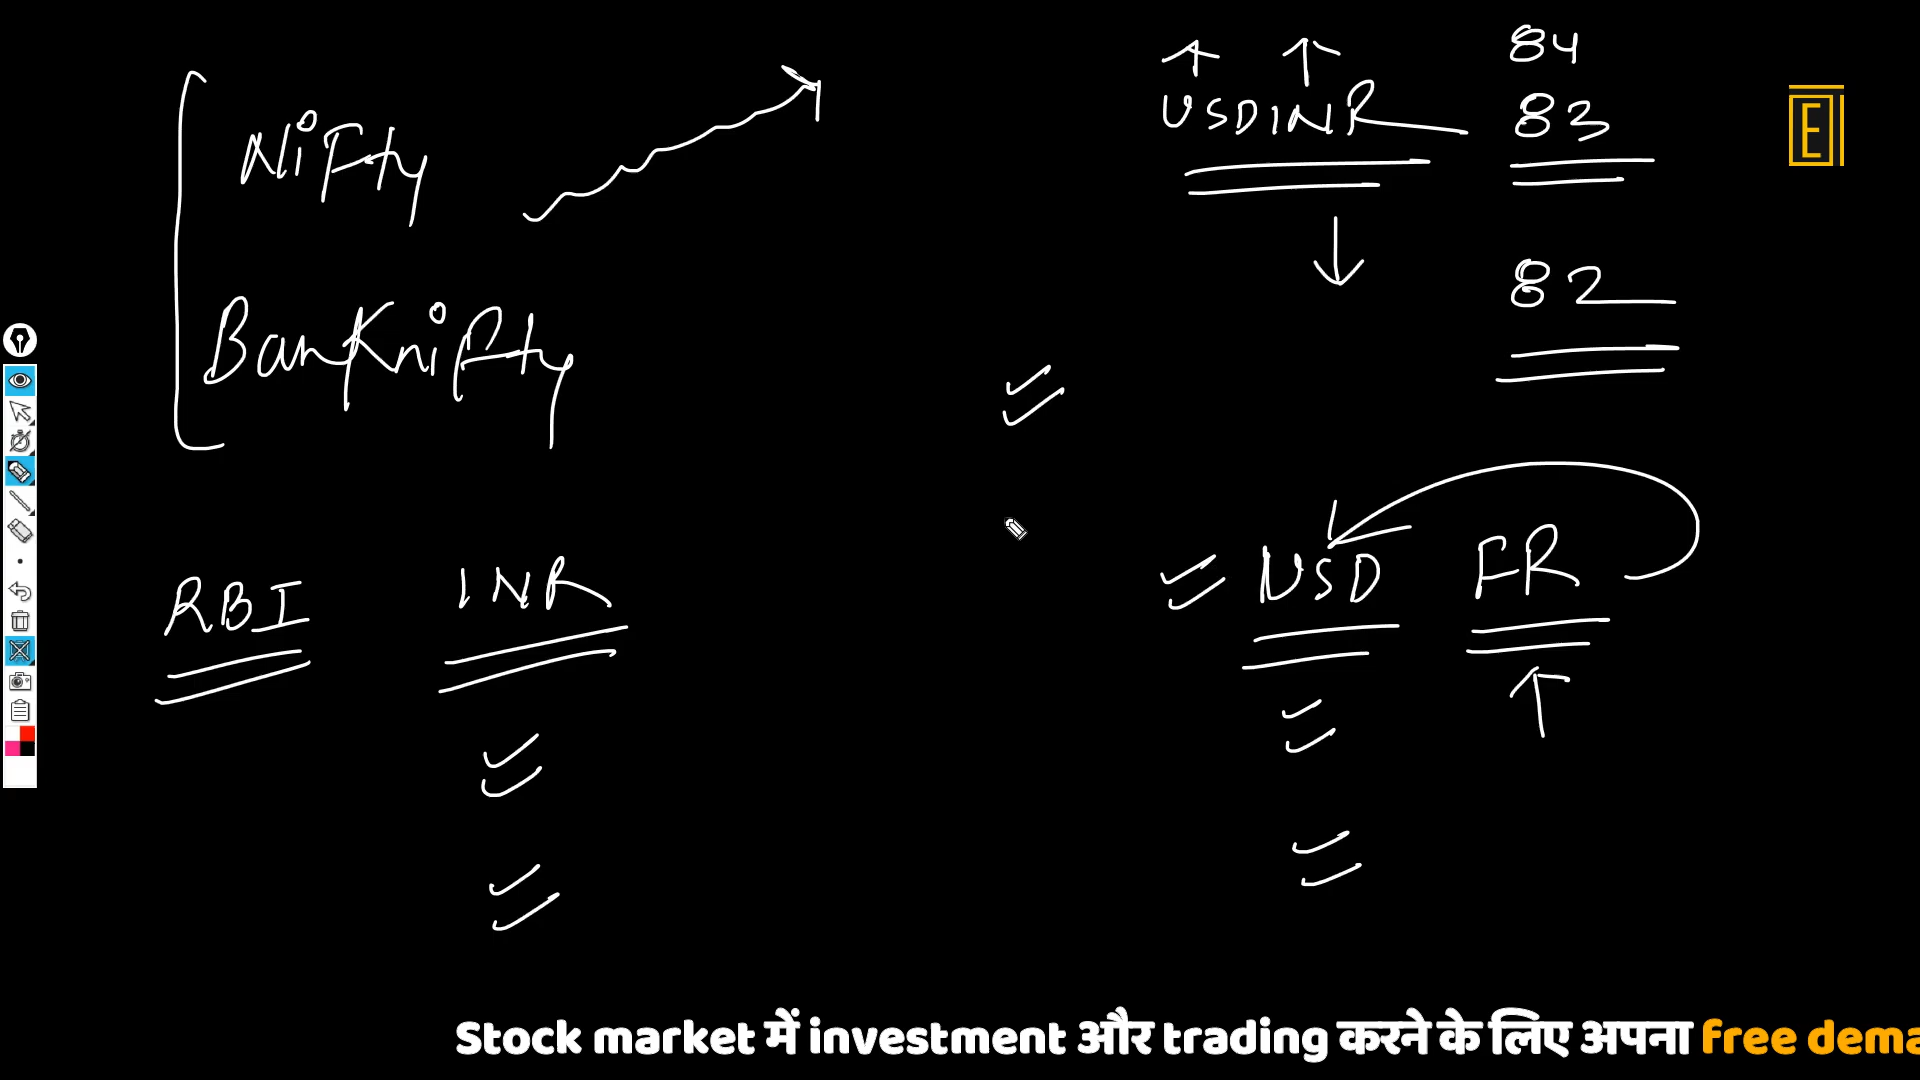 Nifty
BankNifty
RBI INR
84
USDINR 83
82
USD FR
E
Stock market में investment और trading करने के लिए अपना free dema